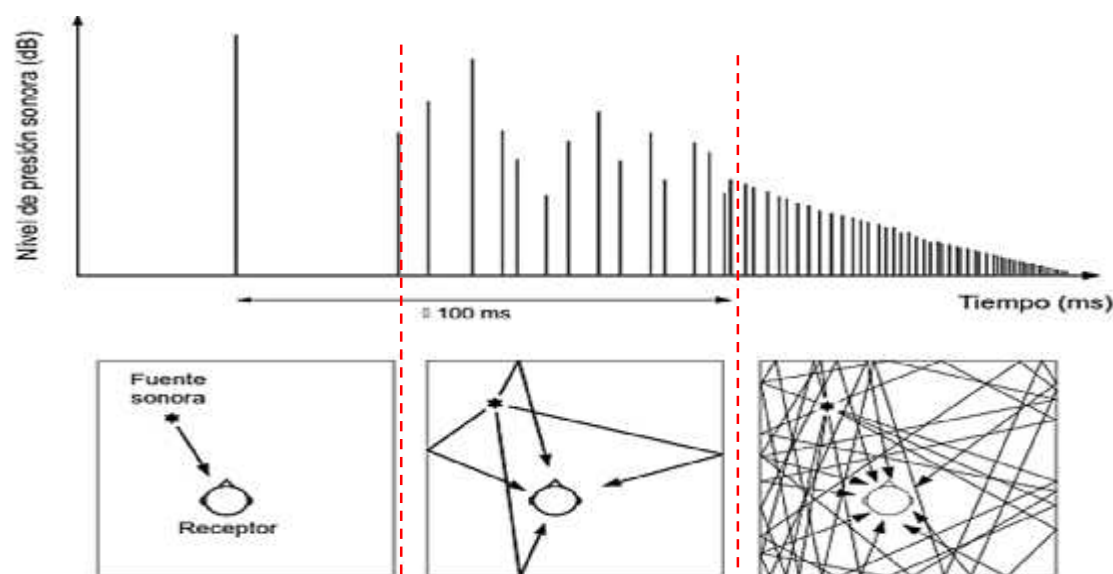 Nivel de presión sonora (dB)
100 ms
Tiempo (ms)
Fuente
sonora
Receptor